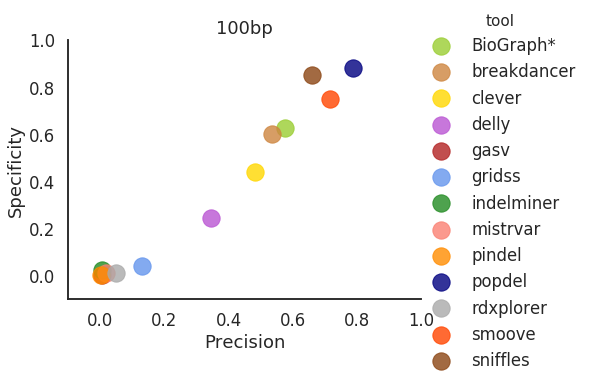 100bp
tool
BioGraph*
breakdancer
clever
delly
gasv
gridss
indelminer
mistrvar
pindel
popdel
rdxplorer
smoove
sniffles
Specificity
1.0
0.8
0.6
0.4
0.2
0.0
0.0 0.2 0.4 0.6 0.8 1.0
Precision